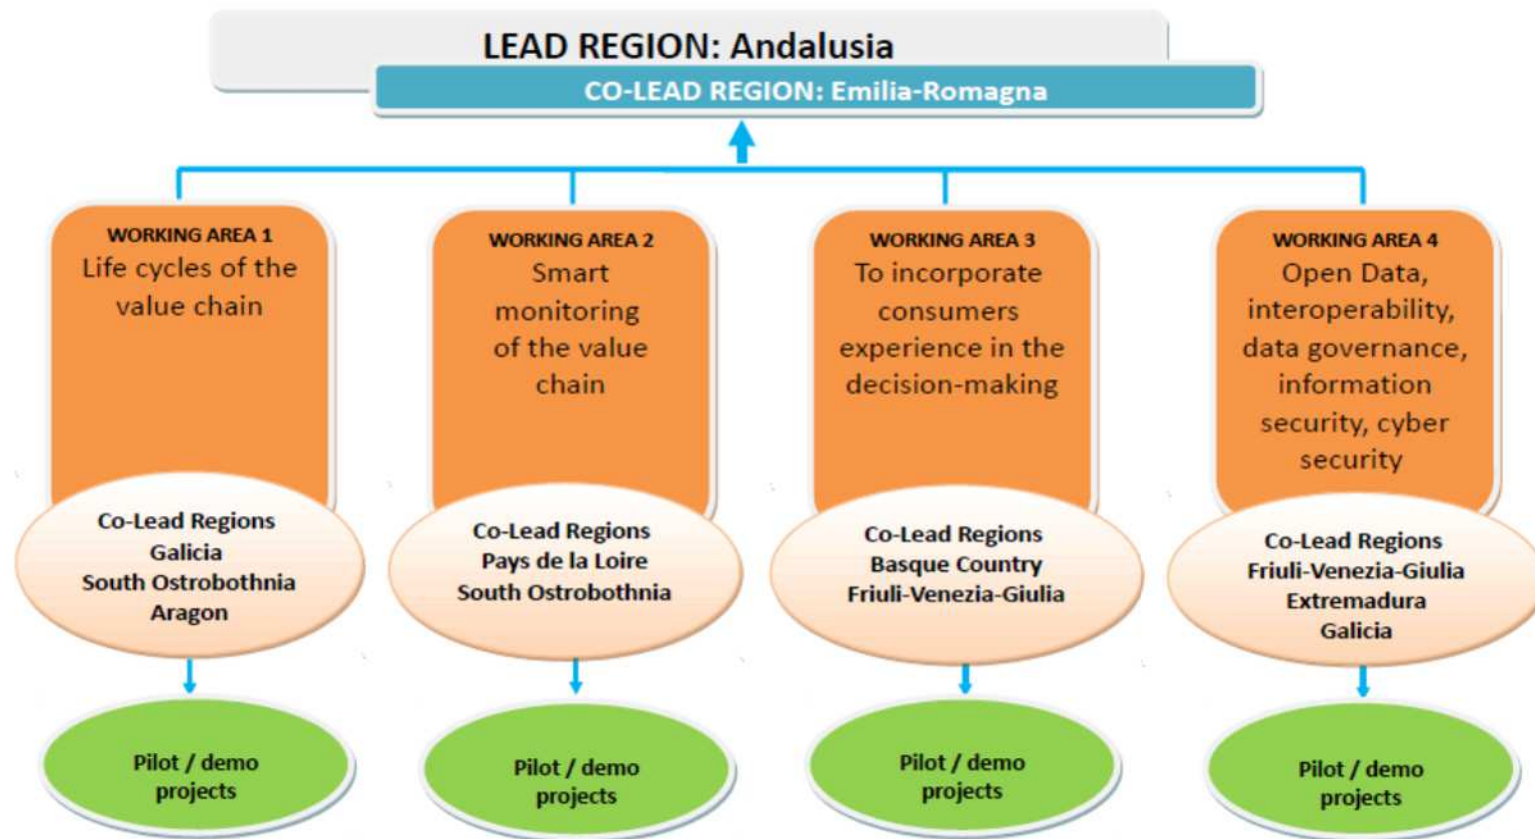 LEAD REGION: Andalusia
CO-LEAD REGION: Emilia-Romagna
WORKING AREA 1
Life cycles of the
value chain
Co-Lead Regions
Galicia
South Ostrobothnia
Aragon
Pilot / demo
projects
WORKING AREA 2
Smart
monitoring
of the value
chain
Co-Lead Regions
Pays de la Loire
South Ostrobothnia
Pilot / demo
projects
WORKING AREA 3
To incorporate
consumers
experience in the
decision-making
Co-Lead Regions
Basque Country
Friuli-Venezia-Giulia
Pilot / demo
projects
WORKING AREA 4
Open Data,
interoperability,
data governance,
information
security, cyber
security
Co-Lead Regions
Friuli-Venezia-Giulia
Extremadura
Galicia
Pilot / demo
projects